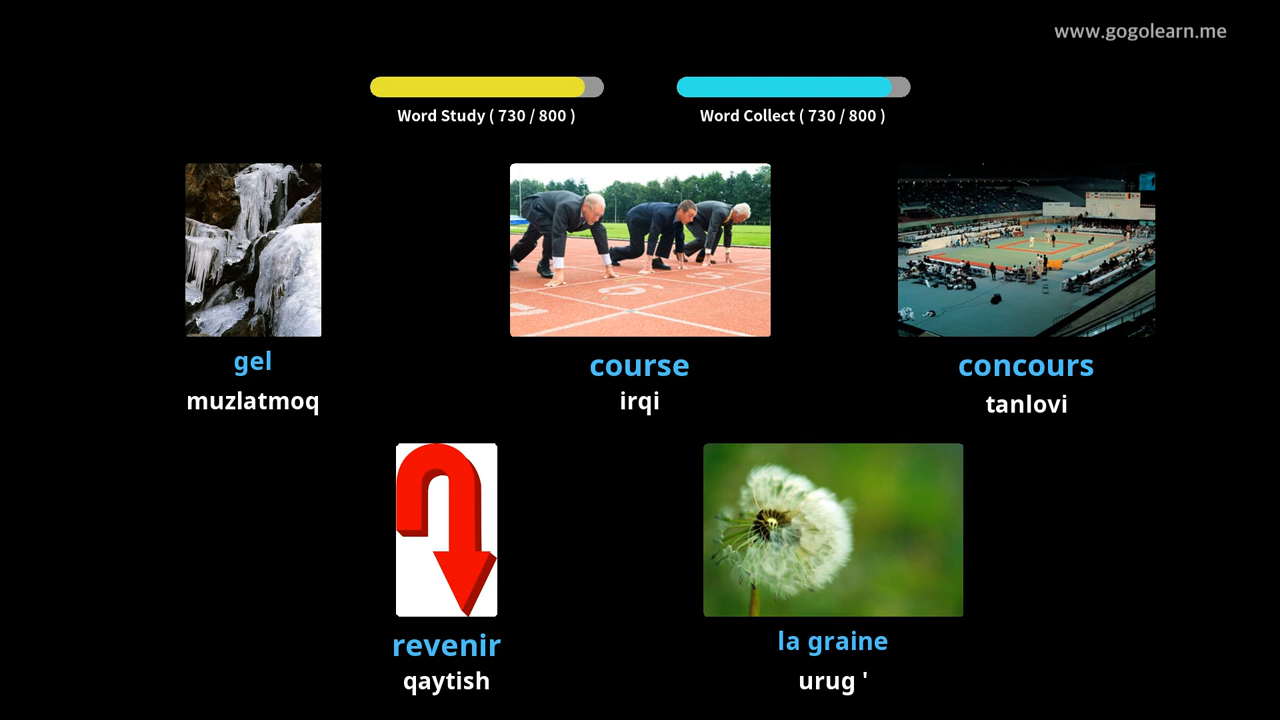 www.gogolearn.me
Word Study ( 730 / 800 )
Word Collect ( 730 / 800 )
gel
muzlatmoq
course
irqi
concours
tanlovi
revenir
qaytish
la graine
urug '